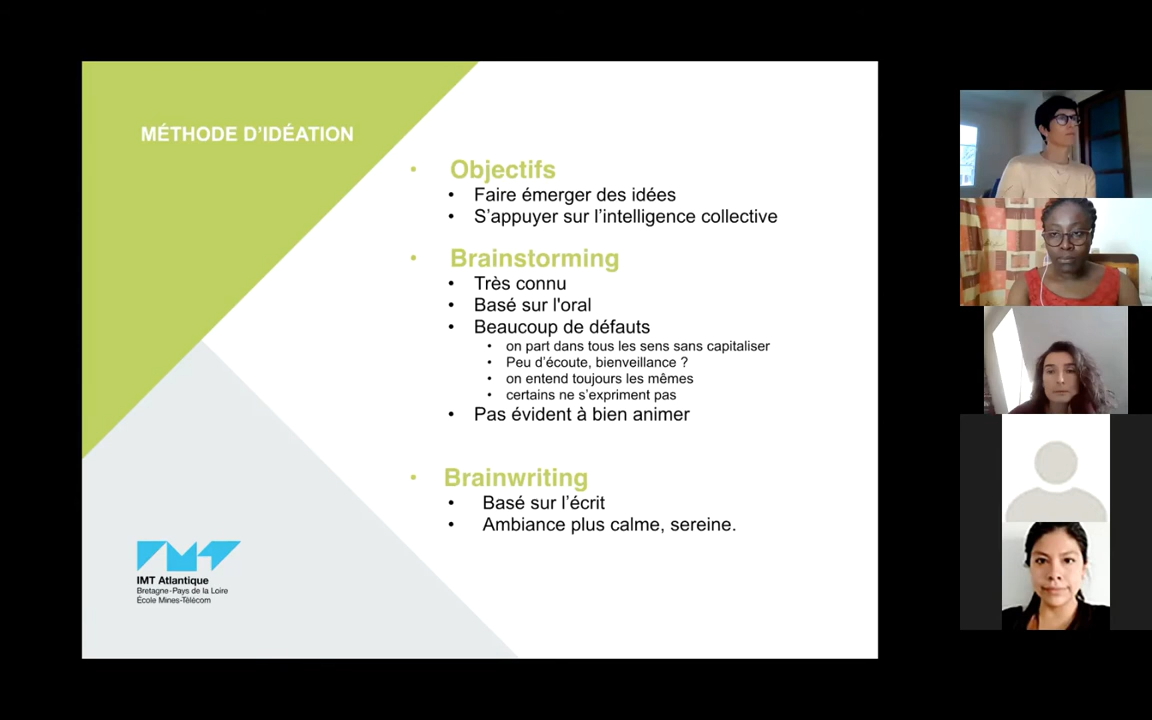 MÉTHODE D'IDÉATION
• Objectifs
• Faire émerger des idées
• S'appuyer sur l'intelligence collective
• Brainstorming
• Très connu
• Basé sur l'oral
• Beaucoup de défauts
• on part dans tous les sens sans capitaliser
• Peu d'écoute, bienveillance ?
• on entend toujours les mêmes
• certains ne s'expriment pas
• Pas évident à bien animer
• Brainwriting
• Basé sur l'écrit
• Ambiance plus calme, sereine.
IMT Atlantique
Bretagne-Pays de la Loire
École Mines-Télécom